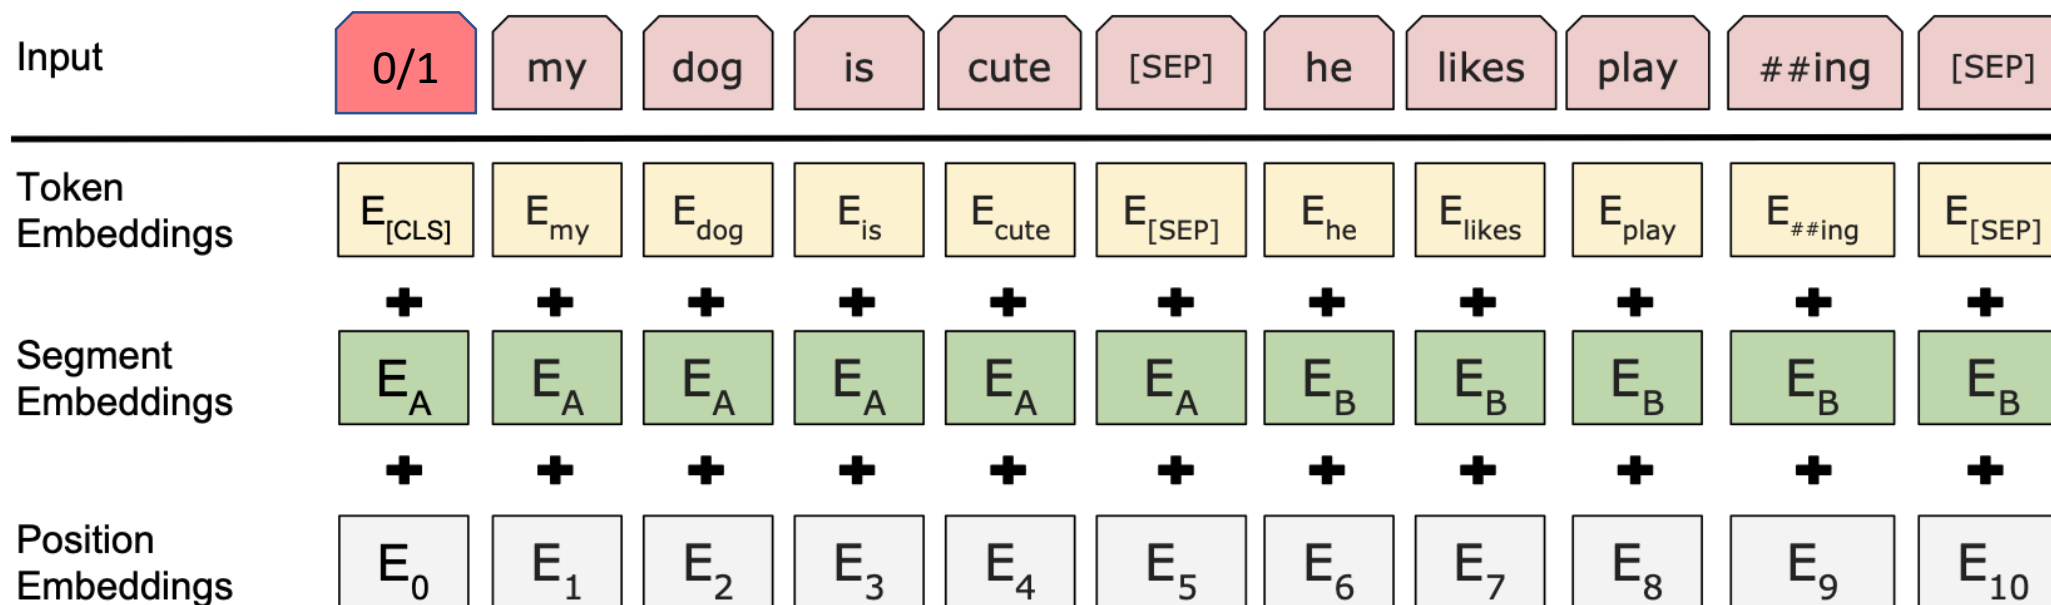 Input 0/1 my dog is cute [SEP] he likes play ##ing [SEP]
Token
Embeddings
E[CLS] Emy Edog Eis Ecute E[SEP] Ehe Elikes Eplay E##ing E[SEP]
+ + + + + + + + + + +
Segment
Embeddings
EA EA EA EA EA EA EB EB EB EB EB
+ + + + + + + + + + +
Position
Embeddings
E0 E1 E2 E3 E4 E5 E6 E7 E8 E9 E10